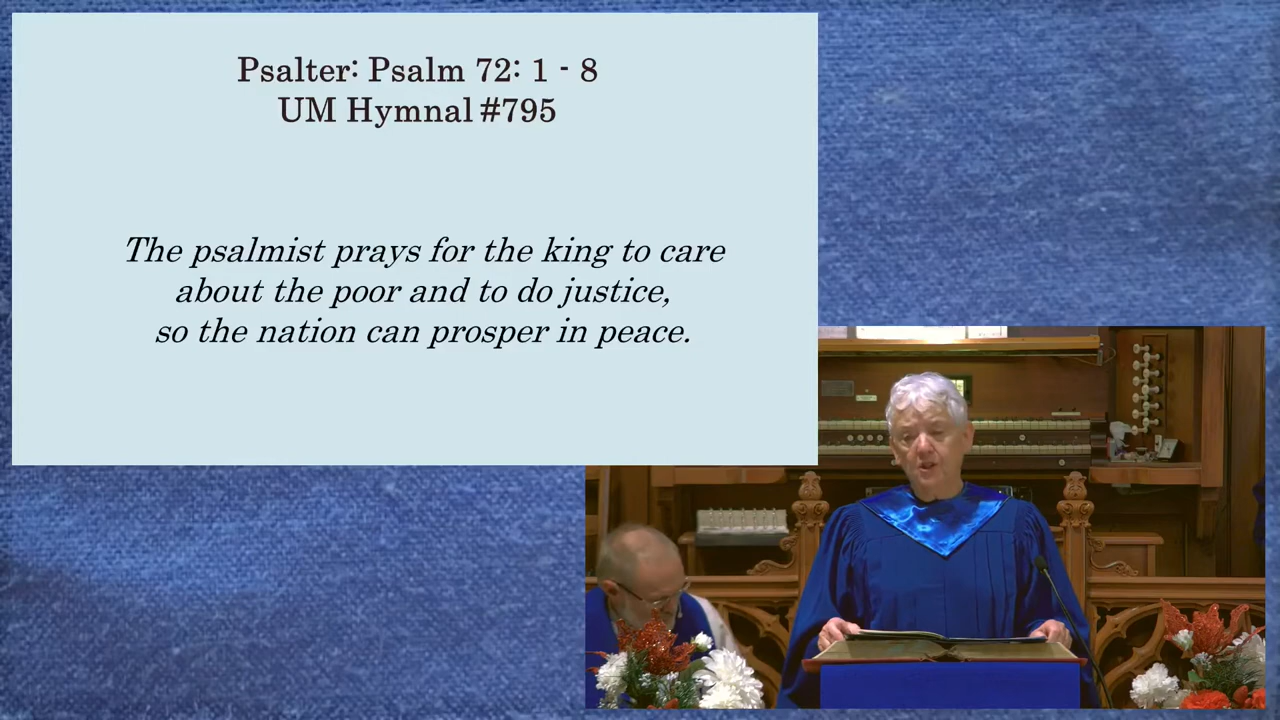 Psalter: Psalm 72: 1 - 8
UM Hymnal #795
The psalmist prays for the king to care
about the poor and to do justice,
so the nation can prosper in peace.